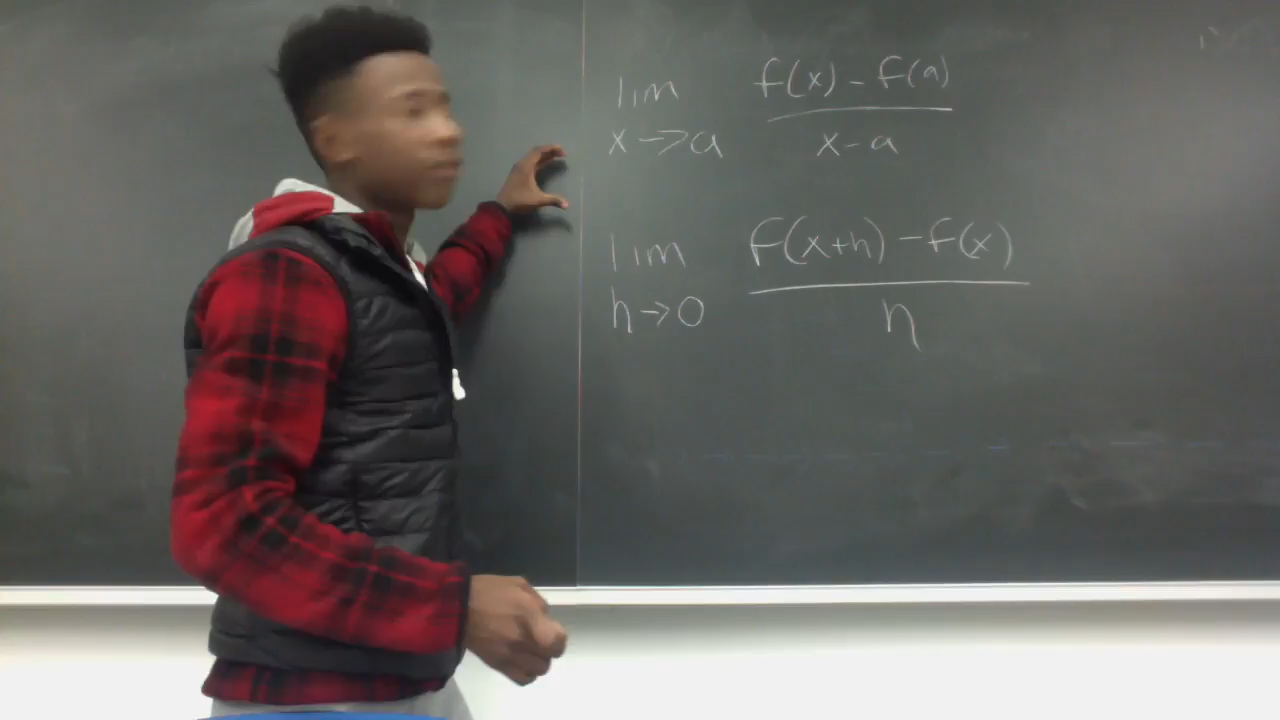 lim f(x) - f(a)
x→a x-a
lim f(x+h) - f(x)
h→0 h